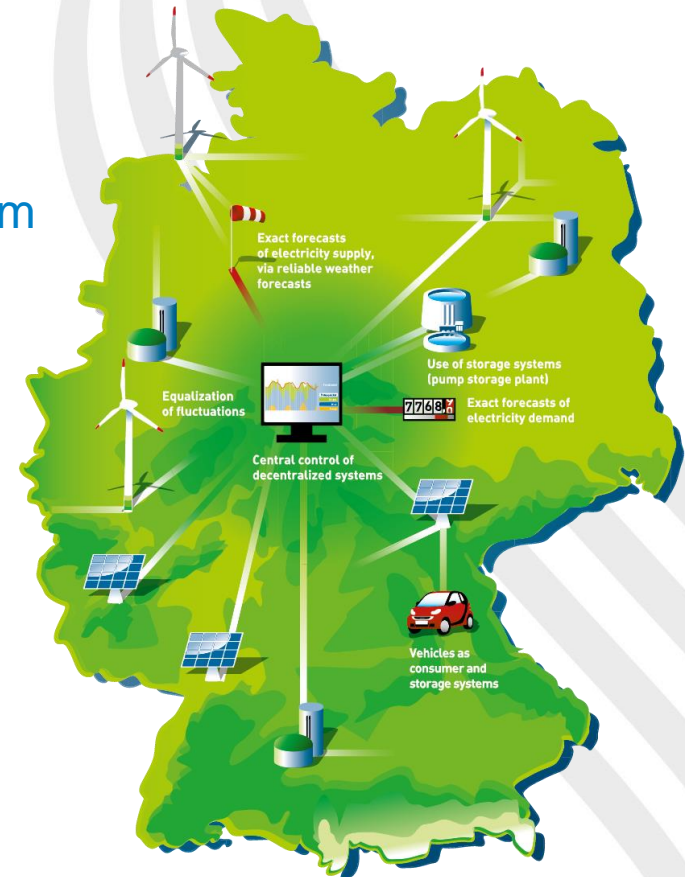 m
Exact forecasts
of electricity supply,
via reliable weather
forecasts
Use of storage systems
(pump storage plant)
Equalization
of fluctuations
7768,
Exact forecasts of
electricity demand
Central control of
decentralized systems
Vehicles as
consumer and
storage systems